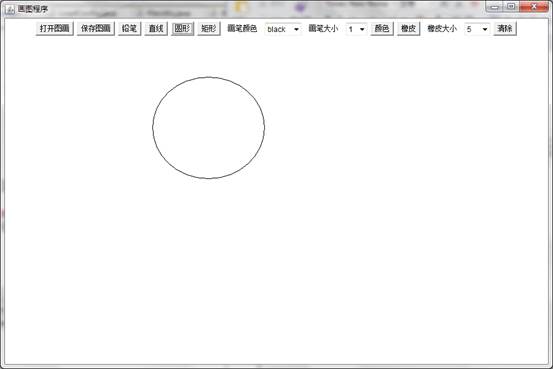 画图程序
打开图画 保存图画 铅笔 直线 圆形 矩形 画笔颜色 black 画笔大小 1 颜色 橡皮 橡皮大小 5 清除